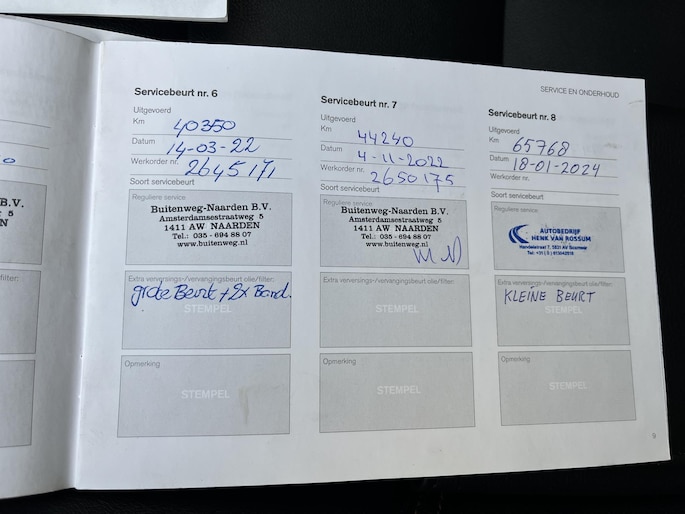 SERVICE EN ONDERHOUD
Servicebeurt nr. 6
Uitgevoerd
Km 40350
Datum 14-03-22
Werkorder nr. 2645171
Soort servicebeurt
Reguliere service
Buitenweg-Naarden B.V.
Amsterdamsestraatweg 5
1411 AW NAARDEN
Tel.: 035 - 694 88 07
www.buitenweg.nl
Extra verversings-/vervangingsbeurt olie/filter:
grote Beurt + 2x Band.
STEMPEL
Opmerking
STEMPEL
Servicebeurt nr. 7
Uitgevoerd
Km 44240
Datum 4-11-2022
Werkorder nr. 2650175
Soort servicebeurt
Reguliere service
Buitenweg-Naarden B.V.
Amsterdamsestraatweg 5
1411 AW NAARDEN
Tel.: 035 - 694 88 07
www.buitenweg.nl
Extra verversings-/vervangingsbeurt olie/filter:
STEMPEL
Opmerking
STEMPEL
Servicebeurt nr. 8
Uitgevoerd
Km 65768
Datum 18-01-2024
Werkorder nr.
Soort servicebeurt
Reguliere service
AUTOBEDRIJF
HENK VAN ROSSUM
Extra verversings-/vervangingsbeurt olie/filter:
KLEINE BEURT
STEMPEL
Opmerking
STEMPEL
9